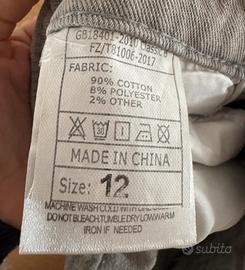 GB18401-2010 Class B
FZ/T81006-2017
FABRIC:
90% COTTON
8% POLYESTER
2% OTHER
30
MADE IN CHINA
Size: 12
MACHINE WASH COLD WITH LIKE
DO NOT BLEACH.TUMBLE DRY LOW.WARM
IRON IF NEEDED
subito